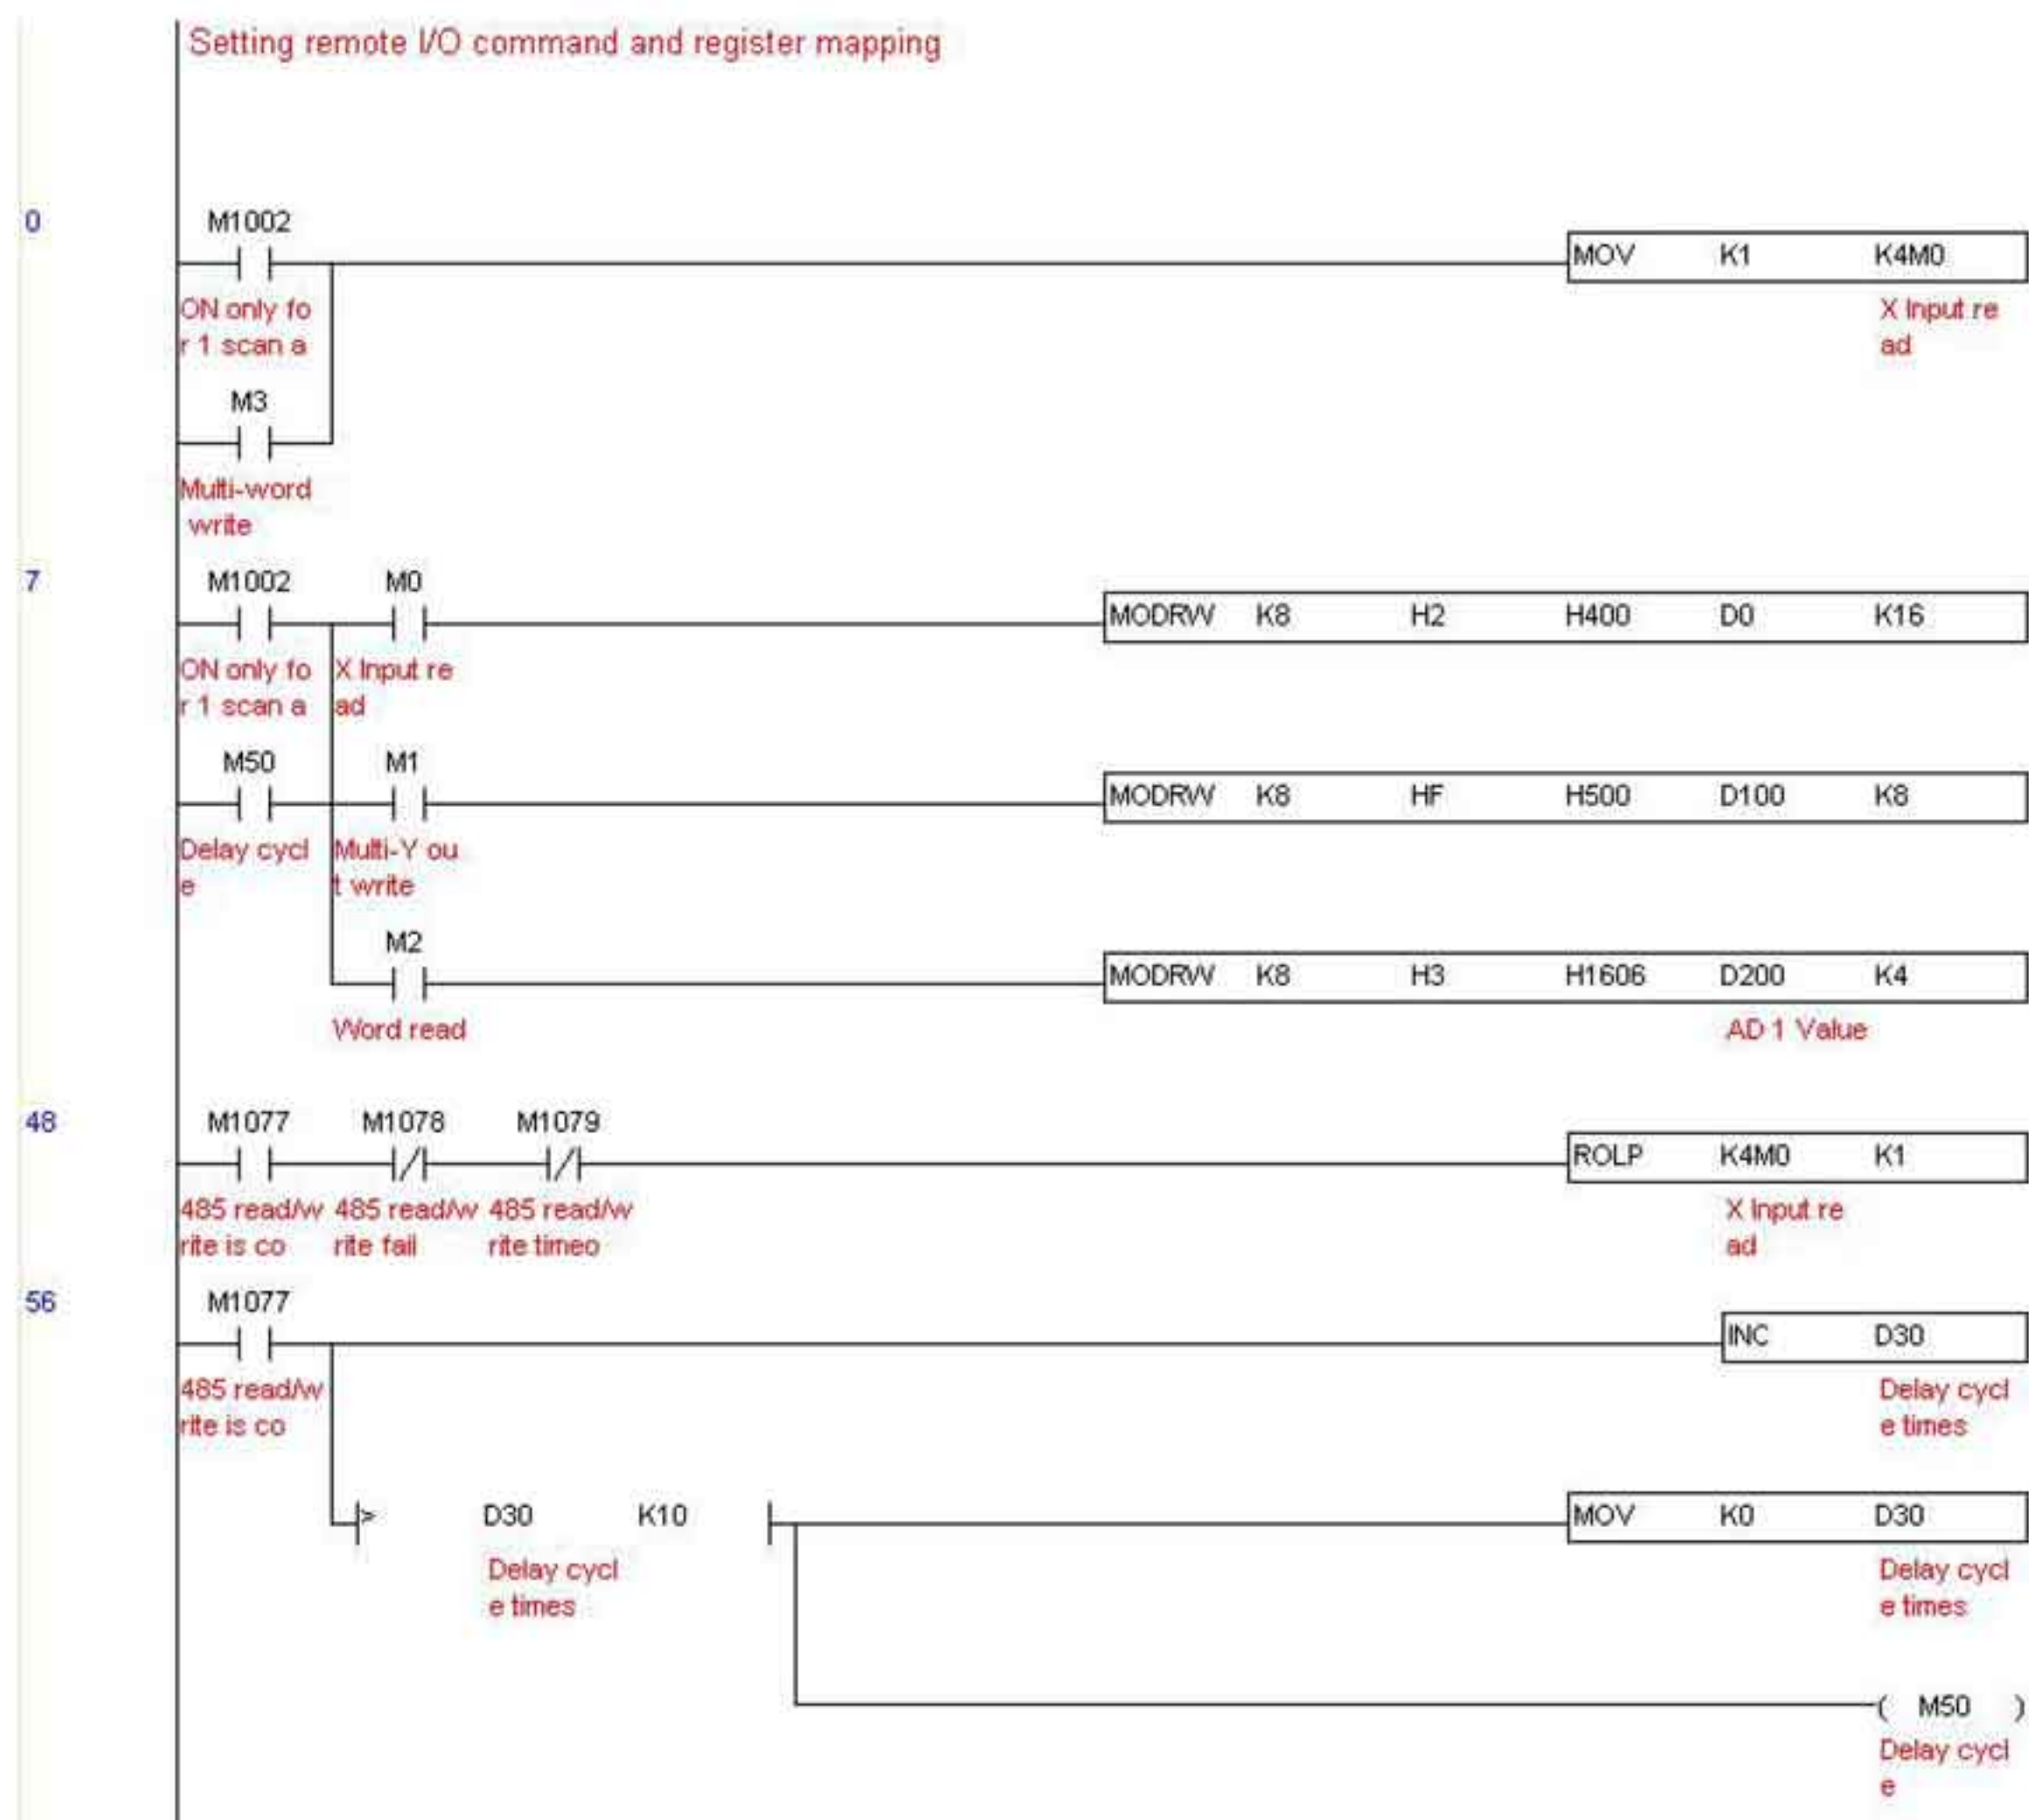 Setting remote I/O command and register mapping
0
M1002
MOV K1 K4M0
ON only fo
r 1 scan a
X Input re
ad
M3
Multi-word
write
7
M1002 M0
MODRW K8 H2 H400 D0 K16
ON only fo X Input re
r 1 scan a ad
M50 M1
MODRW K8 HF H500 D100 K8
Delay cycl Multi-Y ou
e t write
M2
MODRW K8 H3 H1606 D200 K4
Word read AD 1 Value
48
M1077 M1078 M1079
ROLP K4M0 K1
485 read/w 485 read/w 485 read/w X Input re
rite is co rite fail rite timeo ad
56
M1077
INC D30
485 read/w Delay cycl
rite is co e times
> D30 K10
MOV K0 D30
Delay cycl Delay cycl
e times e times
( M50 )
Delay cycl
e